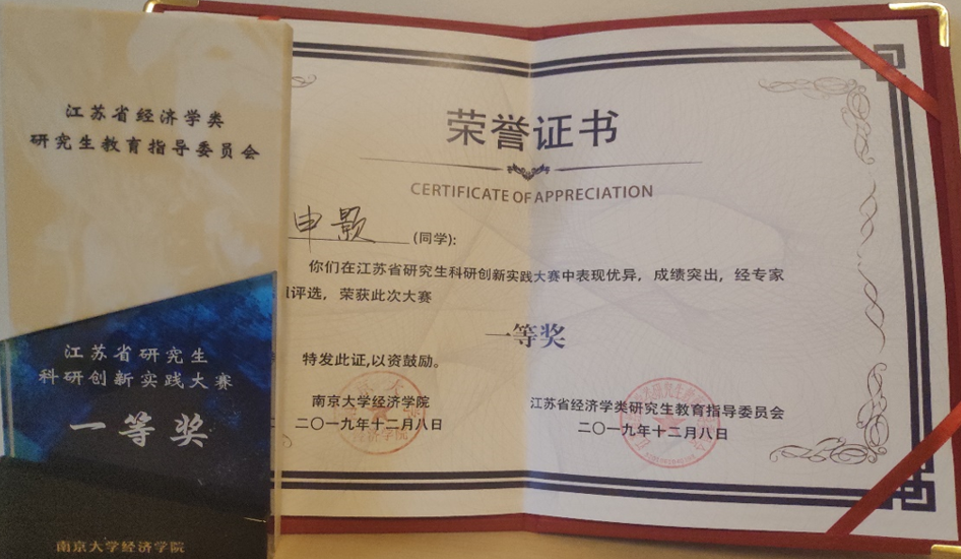 江苏省经济学类
研究生教育指导委员会
江苏省研究生
科研创新实践大赛
一等奖
南京大学经济学院
荣誉证书
CERTIFICATE OF APPRECIATION
申影 (同学):
你们在江苏省研究生科研创新实践大赛中表现优异，成绩突出，经专家
评选，荣获此次大赛
一等奖
特发此证,以资鼓励。
南京大学经济学院
二〇一九年十二月八日
江苏省经济学类研究生教育指导委员会
二〇一九年十二月八日